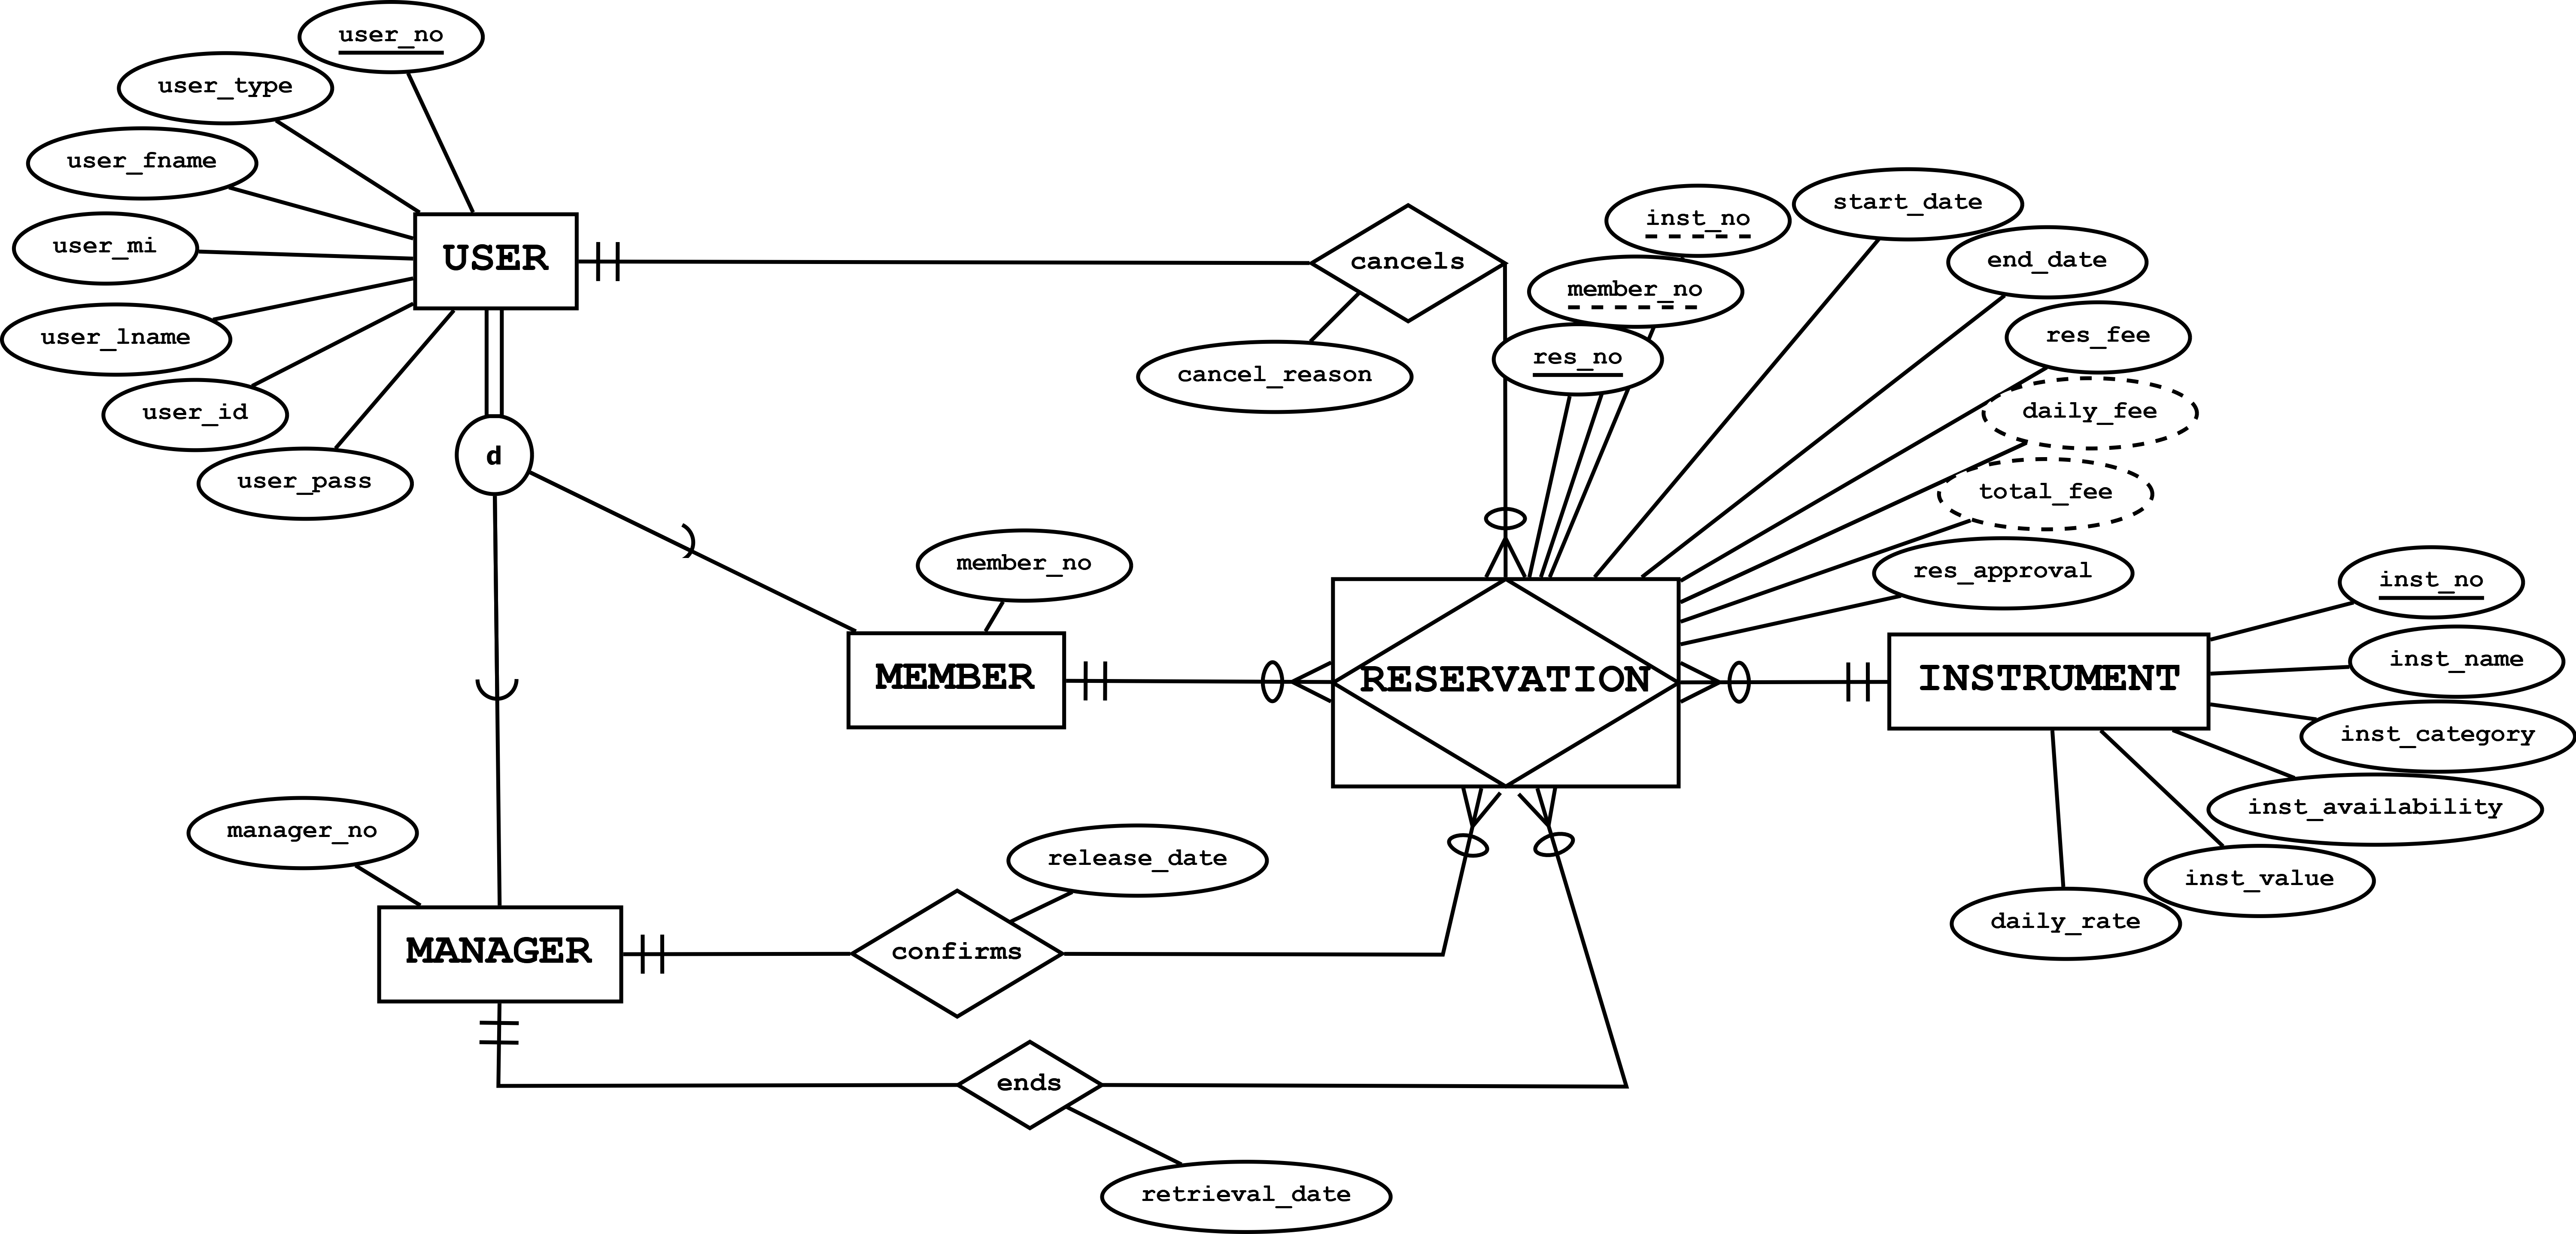 user_no
user_type
user_fname
user_mi
user_lname
user_id
user_pass
USER
cancels
cancel_reason
inst_no
member_no
res_no
start_date
end_date
res_fee
daily_fee
total_fee
res_approval
d
member_no
MEMBER
RESERVATION
INSTRUMENT
inst_no
inst_name
inst_category
inst_availability
inst_value
daily_rate
manager_no
MANAGER
release_date
confirms
ends
retrieval_date